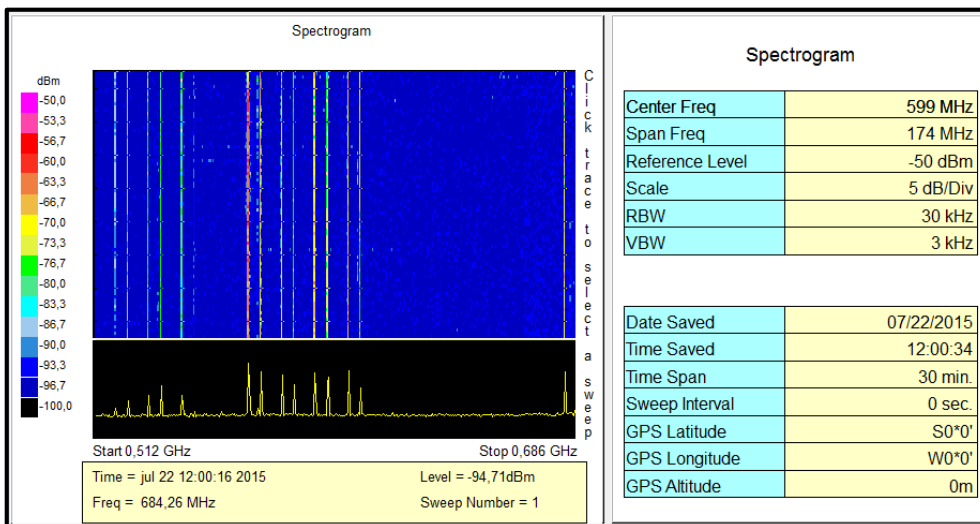 Spectrogram
dBm
-50,0
-53,3
-56,7
-60,0
-63,3
-66,7
-70,0
-73,3
-76,7
-80,0
-83,3
-86,7
-90,0
-93,3
-96,7
-100,0
Click trace to select a sweep
Start 0,512 GHz Stop 0,686 GHz
Time = jul 22 12:00:16 2015 Level = -94,71dBm
Freq = 684,26 MHz Sweep Number = 1
Spectrogram
Center Freq 599 MHz
Span Freq 174 MHz
Reference Level -50 dBm
Scale 5 dB/Div
RBW 30 kHz
VBW 3 kHz
Date Saved 07/22/2015
Time Saved 12:00:34
Time Span 30 min.
Sweep Interval 0 sec.
GPS Latitude S0*0'
GPS Longitude W0*0'
GPS Altitude 0m